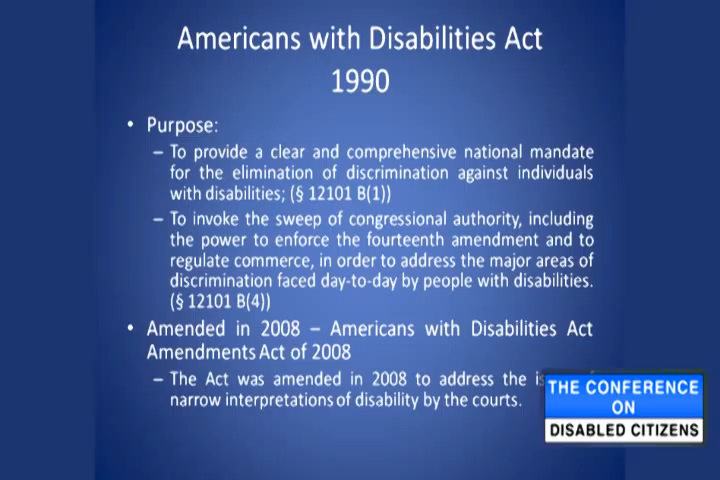 Americans with Disabilities Act
1990
• Purpose:
– To provide a clear and comprehensive national mandate
for the elimination of discrimination against individuals
with disabilities; (§ 12101 B(1))
– To invoke the sweep of congressional authority, including
the power to enforce the fourteenth amendment and to
regulate commerce, in order to address the major areas of
discrimination faced day-to-day by people with disabilities.
(§ 12101 B(4))
• Amended in 2008 – Americans with Disabilities Act
Amendments Act of 2008
– The Act was amended in 2008 to address the
narrow interpretations of disability by the courts.
THE CONFERENCE
ON
DISABLED CITIZENS